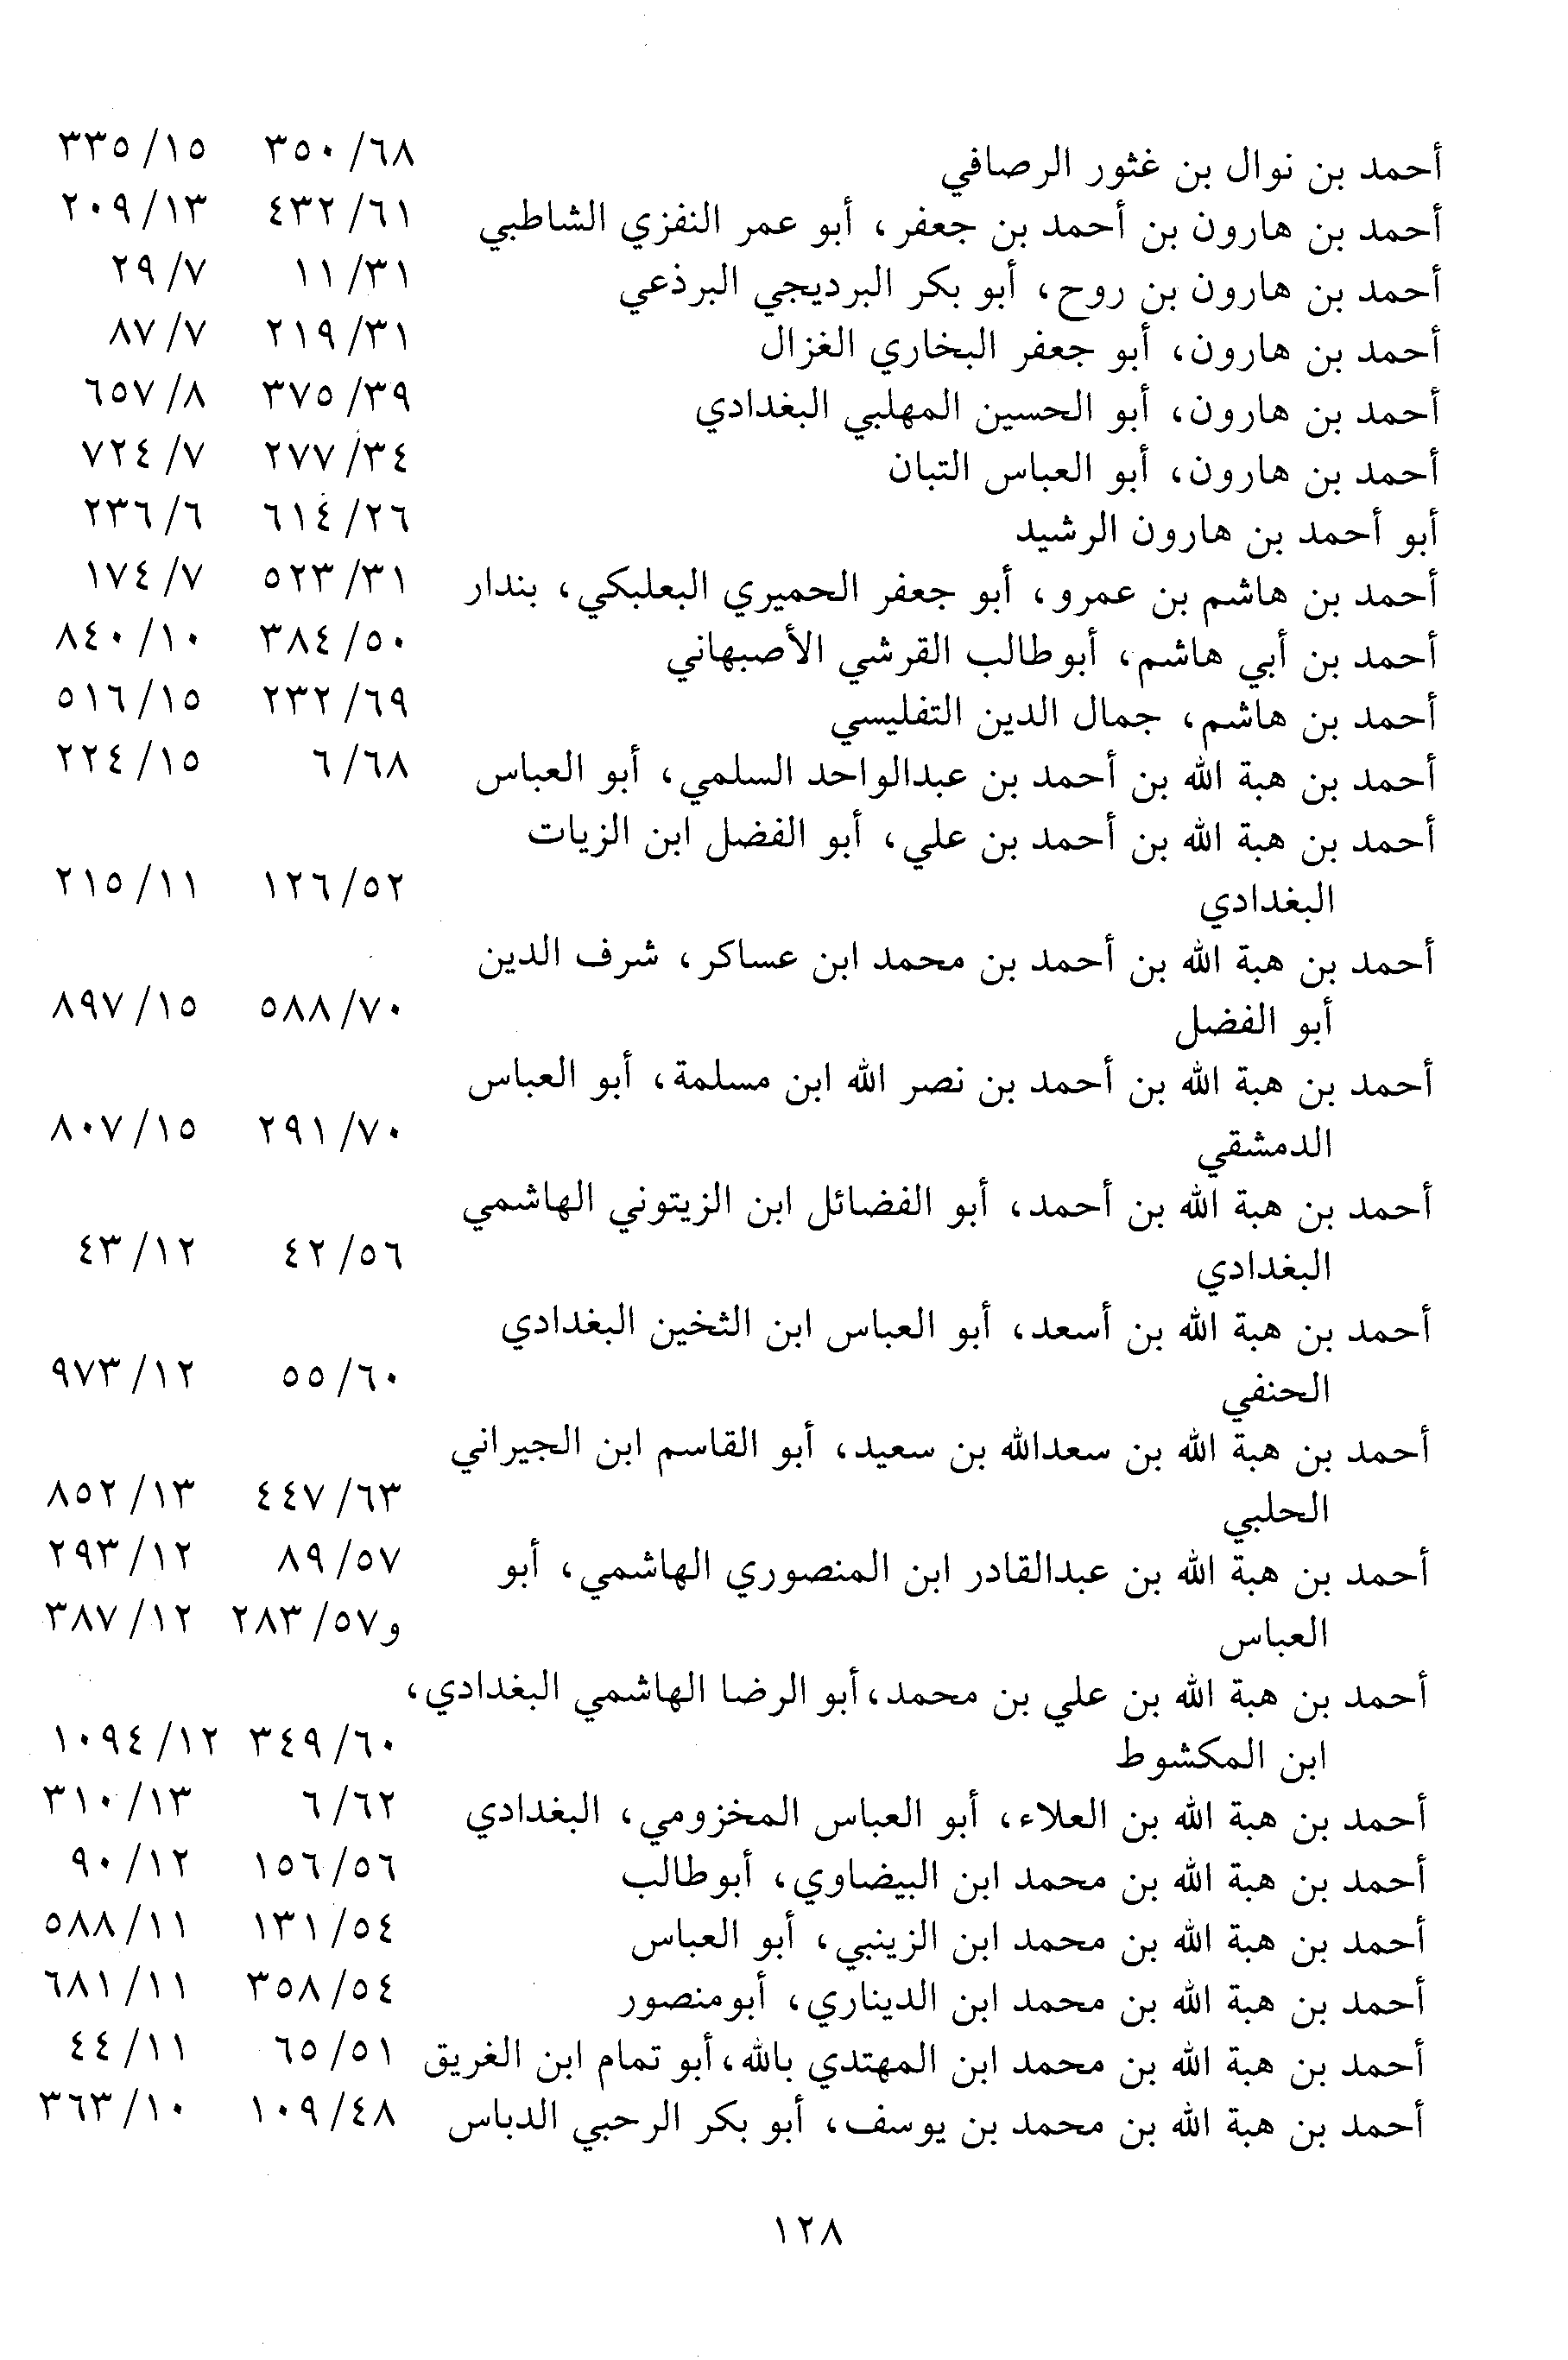 أحمد بن نوال بن غثور الرصافي ٣٥٠/٦٨ ٣٣٥/١٥
أحمد بن هارون بن أحمد بن جعفر، أبو عمر النفزي الشاطبي ٤٣٢/٦١ ٢٠٩/١٣
أحمد بن هارون بن روح، أبو بكر البرديجي البرذعي ١١/٣١ ٢٩/٧
أحمد بن هارون، أبو جعفر البخاري الغزال ٢١٩/٣١ ٨٧/٧
أحمد بن هارون، أبو الحسين المهلبي البغدادي ٣٧٥/٣٩ ٦٥٧/٨
أحمد بن هارون، أبو العباس التبان ٢٧٧/٣٤ ٧٢٤/٧
أبو أحمد بن هارون الرشيد ٦١٤/٢٦ ٢٣٦/٦
أحمد بن هاشم بن عمرو، أبو جعفر الحميري البعلبكي، بندار ٥٢٣/٣١ ١٧٤/٧
أحمد بن أبي هاشم، أبوطالب القرشي الأصبهاني ٣٨٤/٥٠ ٨٤٠/١٠
أحمد بن هاشم، جمال الدين التفليسي ٢٣٢/٦٩ ٥١٦/١٥
أحمد بن هبة الله بن أحمد بن عبدالواحد السلمي، أبو العباس ٦/٦٨ ٢٢٤/١٥
أحمد بن هبة الله بن أحمد بن علي، أبو الفضل ابن الزيات
البغدادي ١٢٦/٥٢ ٢١٥/١١
أحمد بن هبة الله بن أحمد بن محمد ابن عساكر، شرف الدين
أبو الفضل ٥٨٨/٧٠ ٨٩٧/١٥
أحمد بن هبة الله بن أحمد بن نصر الله ابن مسلمة، أبو العباس
الدمشقي ٢٩١/٧٠ ٨٠٧/١٥
أحمد بن هبة الله بن أحمد، أبو الفضائل ابن الزيتوني الهاشمي
البغدادي ٤٢/٥٦ ٤٣/١٢
أحمد بن هبة الله بن أسعد، أبو العباس ابن الثخين البغدادي
الحنفي ٥٥/٦٠ ٩٧٣/١٢
أحمد بن هبة الله بن سعدالله بن سعيد، أبو القاسم ابن الجيراني
الحلبي ٤٤٧/٦٣ ٨٥٢/١٣
أحمد بن هبة الله بن عبدالقادر ابن المنصوري الهاشمي، أبو ٨٩/٥٧ ٢٩٣/١٢
العباس و٢٨٣/٥٧ ٣٨٧/١٢
أحمد بن هبة الله بن علي بن محمد،أبو الرضا الهاشمي البغدادي،
ابن المكشوط ٣٤٩/٦٠ ١٠٩٤/١٢
أحمد بن هبة الله بن العلاء، أبو العباس المخزومي، البغدادي ٦/٦٢ ٣١٠/١٣
أحمد بن هبة الله بن محمد ابن البيضاوي، أبوطالب ١٥٦/٥٦ ٩٠/١٢
أحمد بن هبة الله بن محمد ابن الزينبي، أبو العباس ١٣١/٥٤ ٥٨٨/١١
أحمد بن هبة الله بن محمد ابن الديناري، أبومنصور ٣٥٨/٥٤ ٦٨١/١١
أحمد بن هبة الله بن محمد ابن المهتدي بالله،أبو تمام ابن الغريق ٦٥/٥١ ٤٤/١١
أحمد بن هبة الله بن محمد بن يوسف، أبو بكر الرحبي الدباس ١٠٩/٤٨ ٣٦٣/١٠
١٢٨